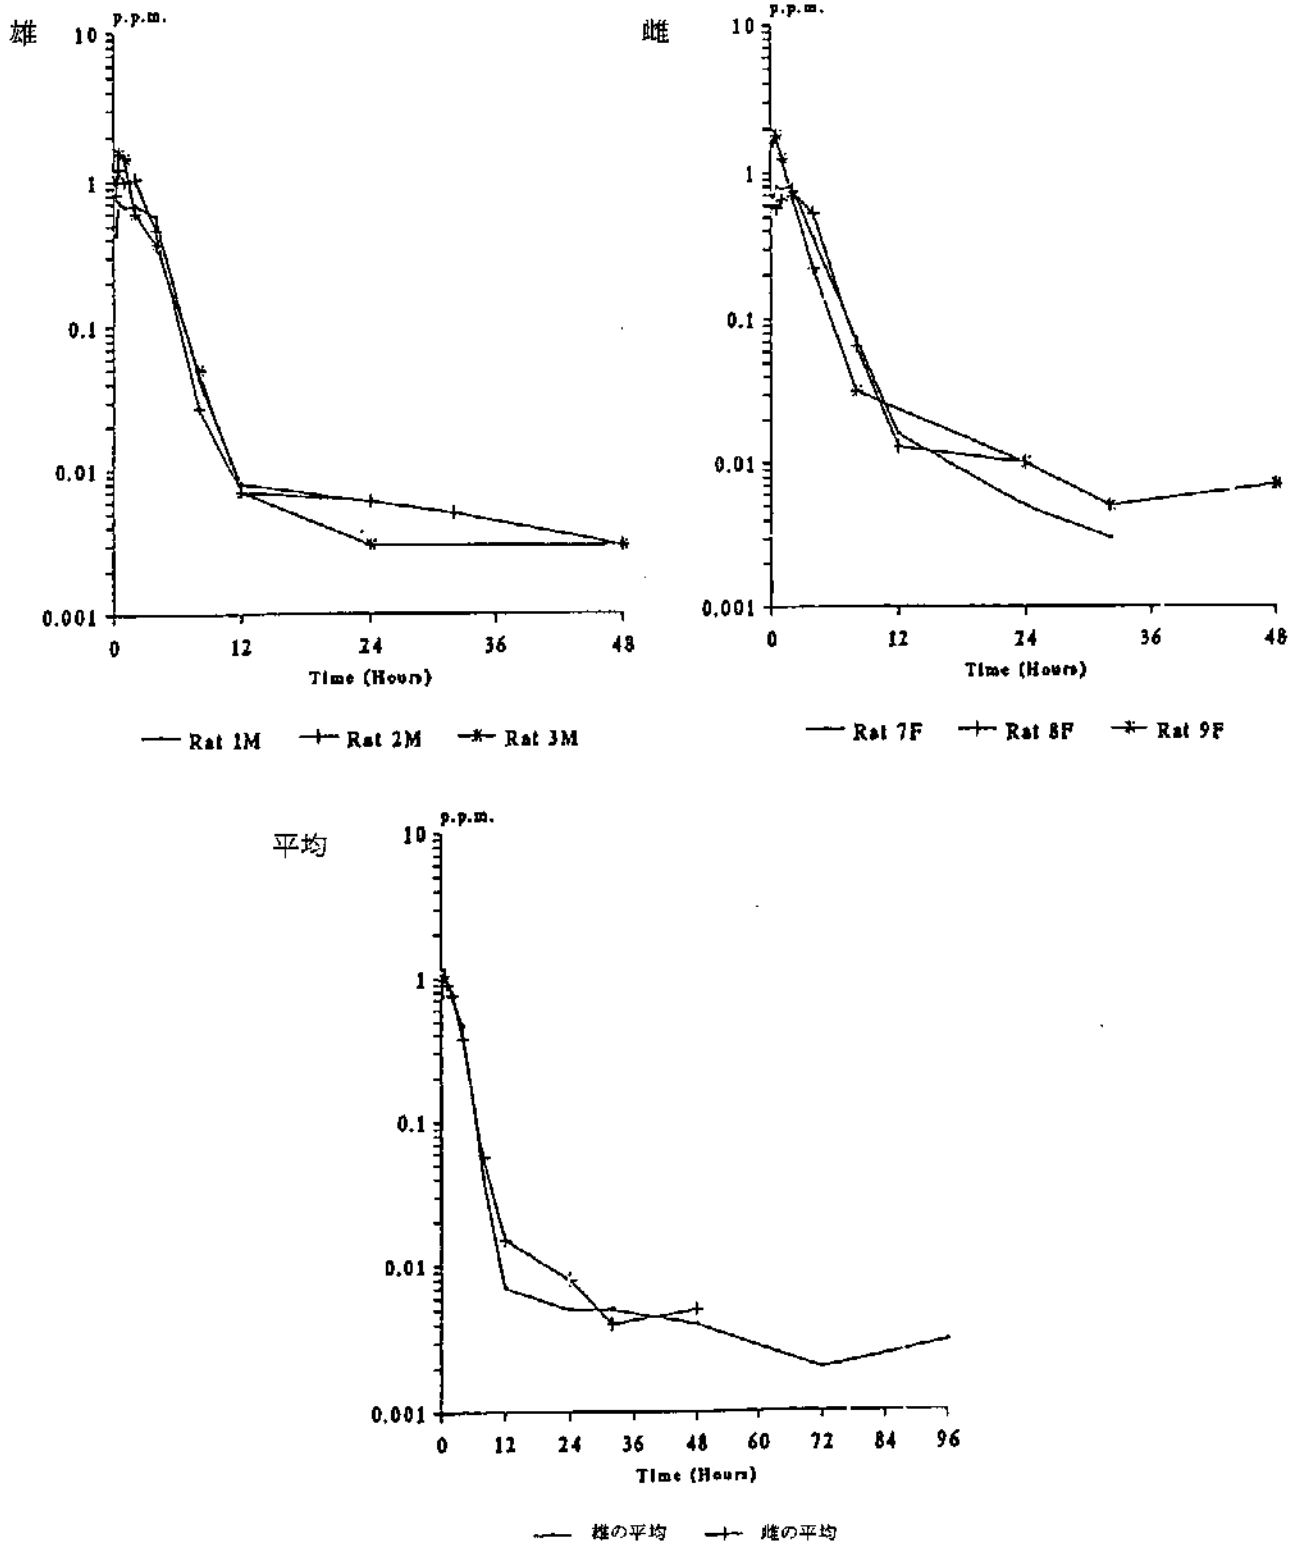 雄
p.p.m.
10
1
0.1
0.01
0.001
0 12 24 36 48
Time (Hours)
Rat 1M Rat 2M Rat 3M
雌
p.p.m.
10
1
0.1
0.01
0.001
0 12 24 36 48
Time (Hours)
Rat 7F Rat 8F Rat 9F
平均
p.p.m.
10
1
0.1
0.01
0.001
0 12 24 36 48 60 72 84 96
Time (Hours)
雄の平均 雌の平均